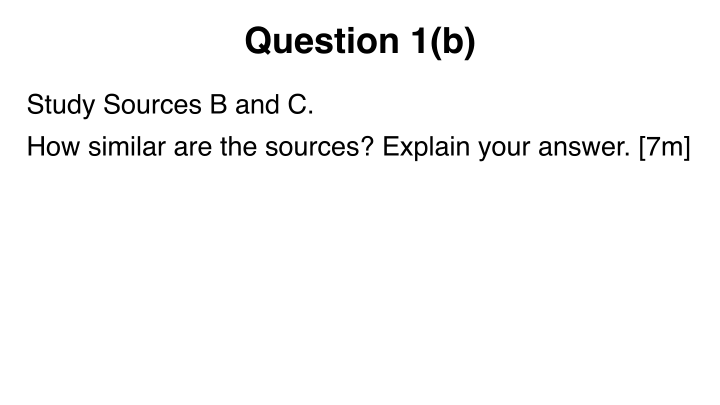 Question 1(b)
Study Sources B and C.
How similar are the sources? Explain your answer. [7m]